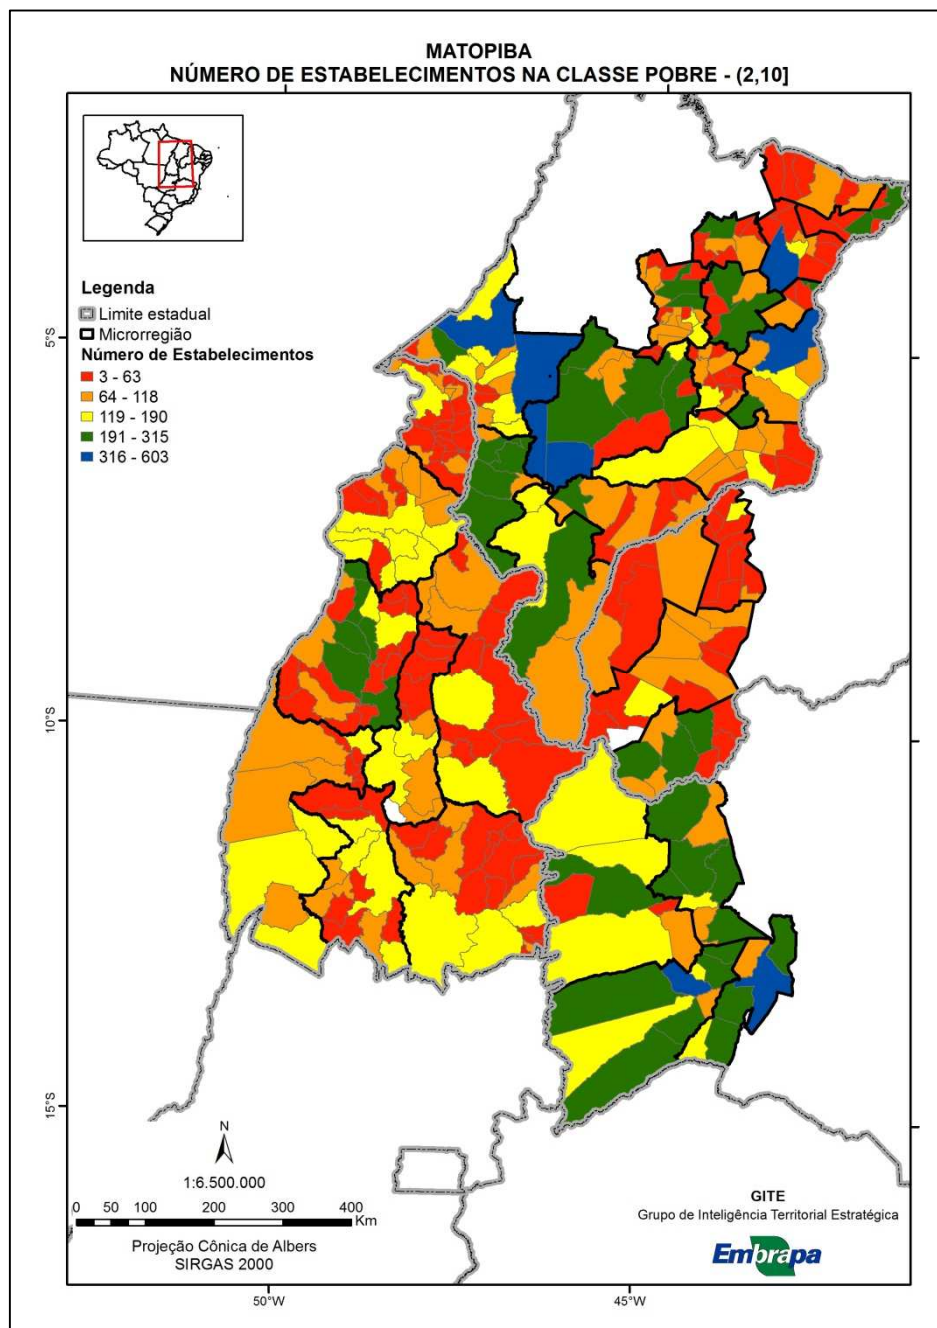 MATOPIBA
NÚMERO DE ESTABELECIMENTOS NA CLASSE POBRE - (2,10]
Legenda
Limite estadual
Microrregião
Número de Estabelecimentos
3 - 63
64 - 118
119 - 190
191 - 315
316 - 603
5°S
10°S
15°S
N
1:6.500.000
0 50 100 200 300 400
Km
Projeção Cônica de Albers
SIRGAS 2000
GITE
Grupo de Inteligência Territorial Estratégica
Embrapa
50°W
45°W